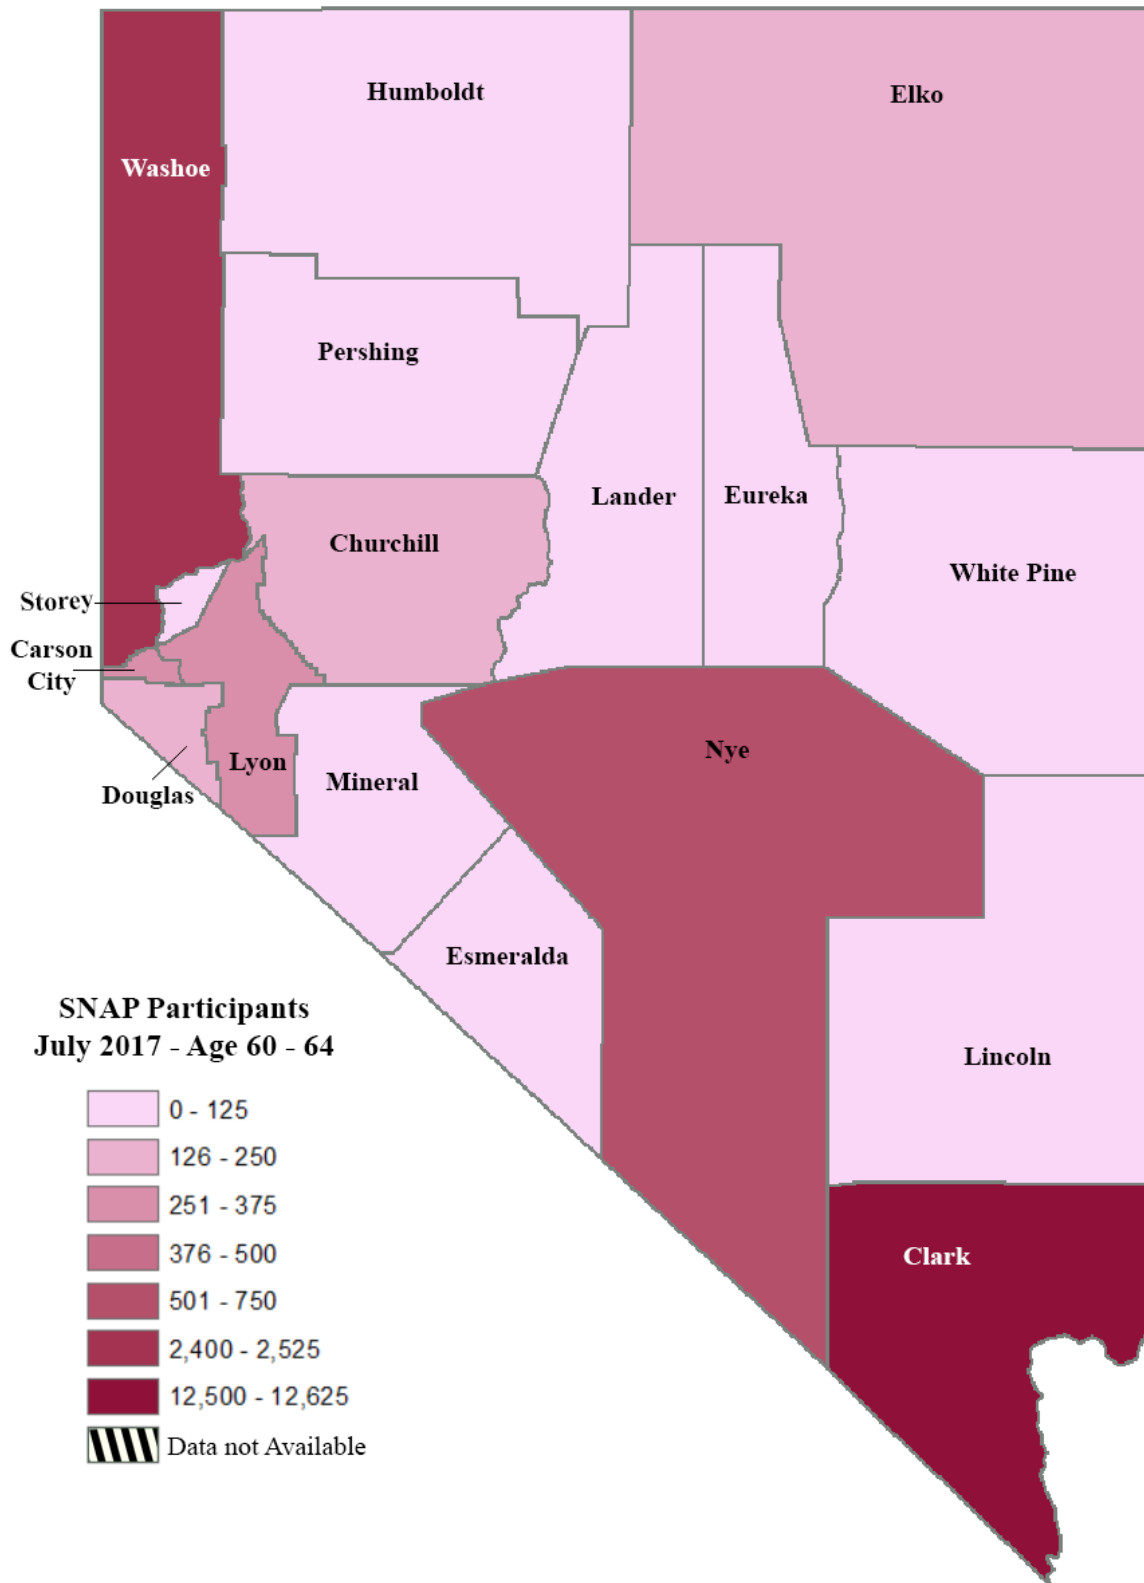 Humboldt
Elko
Washoe
Pershing
Lander
Eureka
Churchill
White Pine
Storey
Carson
City
Nye
Lyon
Mineral
Douglas
Esmeralda
SNAP Participants
July 2017 - Age 60 - 64
Lincoln
0 - 125
126 - 250
251 - 375
376 - 500
501 - 750
2,400 - 2,525
12,500 - 12,625
Data not Available
Clark